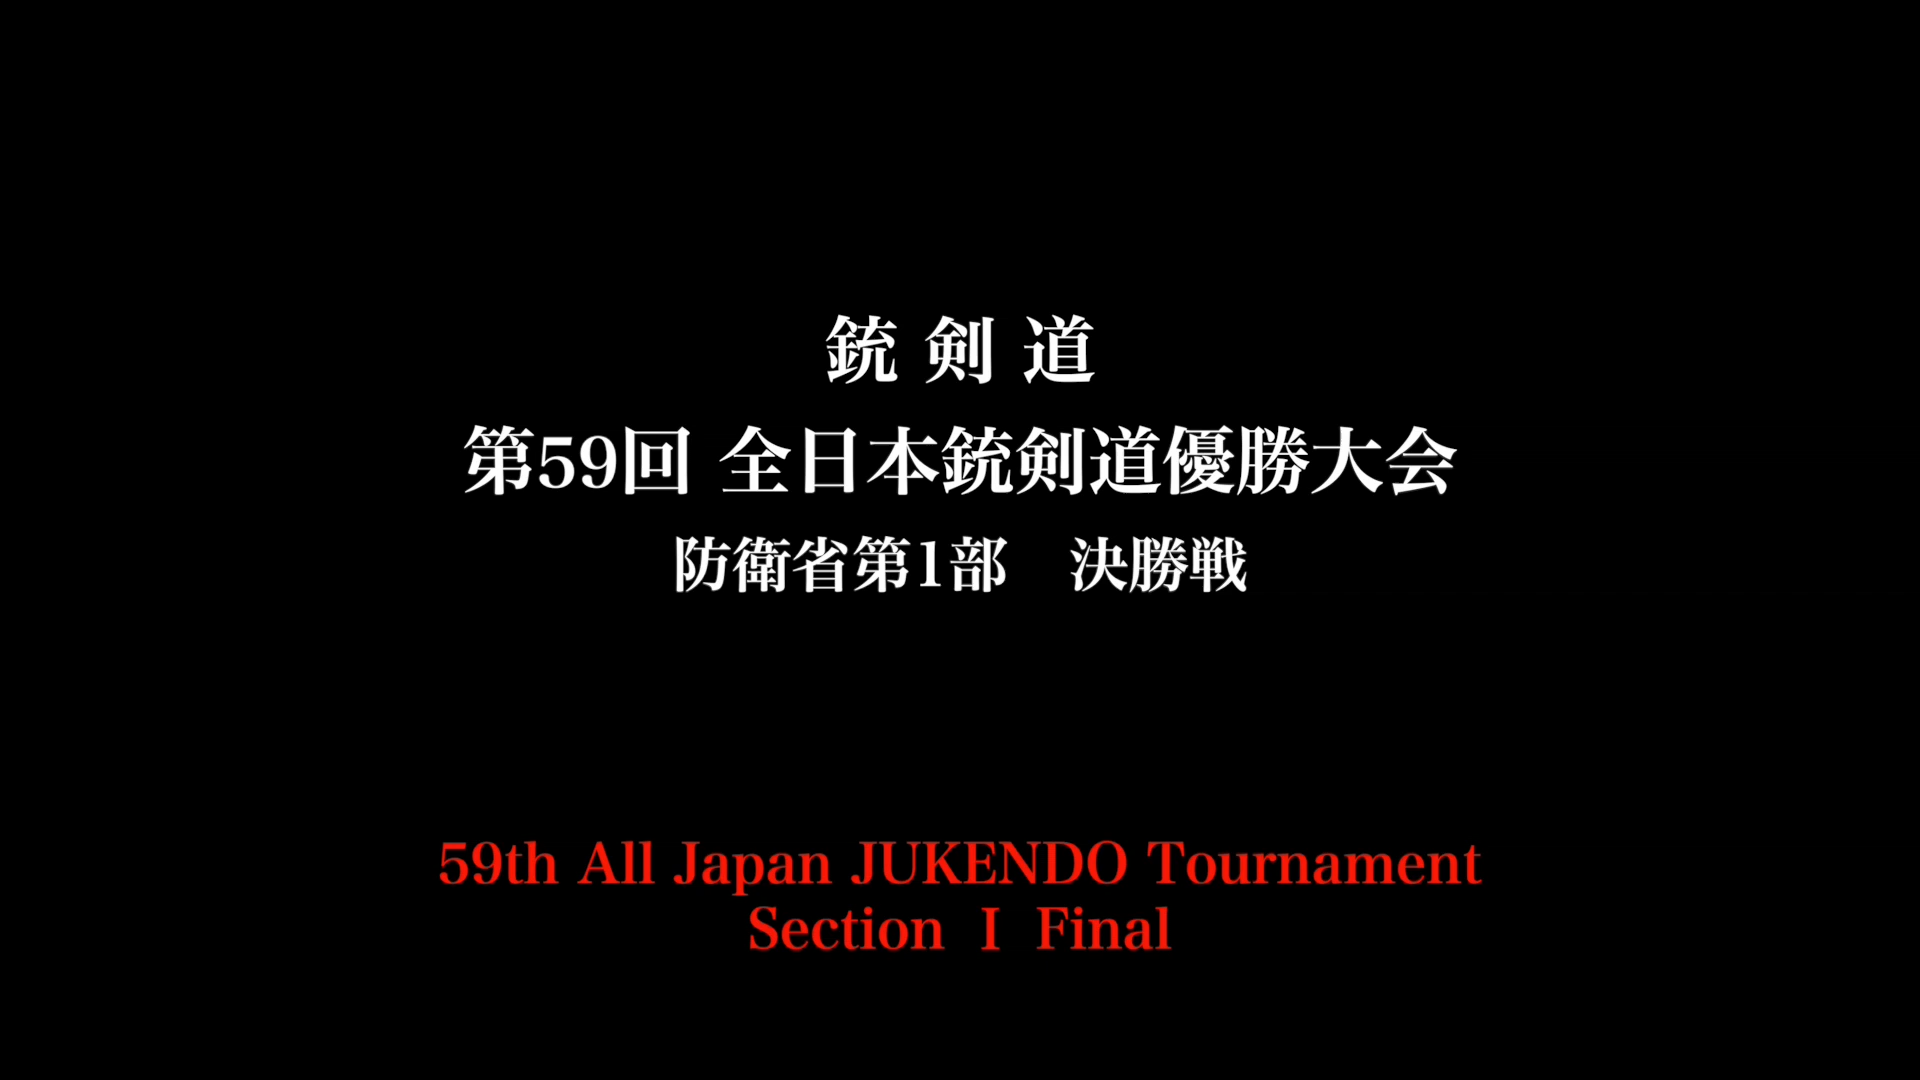 銃 剣 道
第59回 全日本銃剣道優勝大会
防衛省第1部　決勝戦
59th All Japan JUKENDO Tournament
Section Ⅰ Final